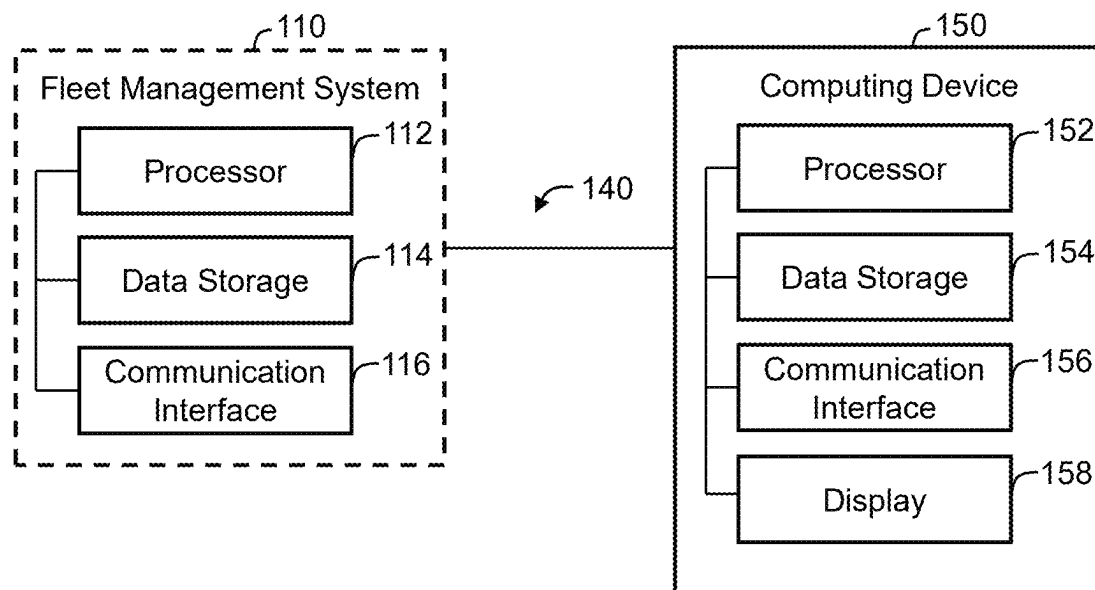 110
Fleet Management System
112
Processor
114
Data Storage
116
Communication
Interface
140
150
Computing Device
152
Processor
154
Data Storage
156
Communication
Interface
158
Display